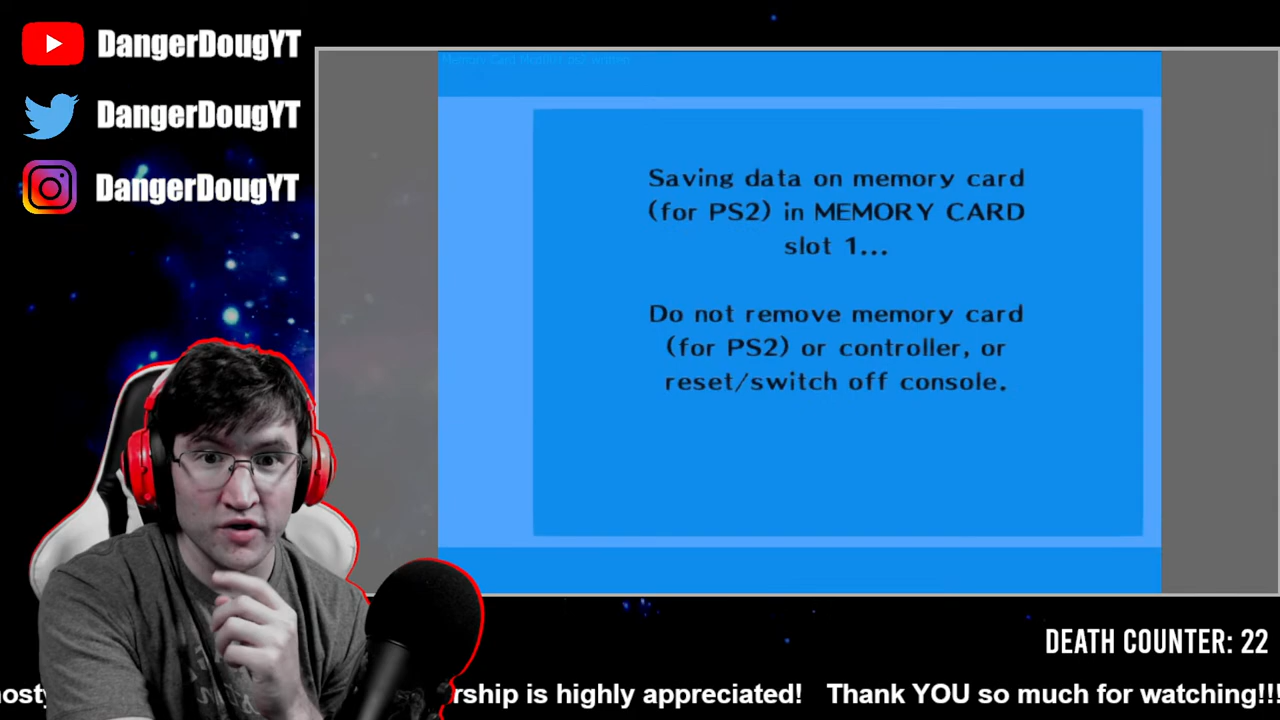 DangerDougYT
DangerDougYT
DangerDougYT
Saving data on memory card
(for PS2) in MEMORY CARD
slot 1...
Do not remove memory card
(for PS2) or controller, or
reset/switch off console.
DEATH COUNTER: 22
rship is highly appreciated! Thank YOU so much for watching!!!